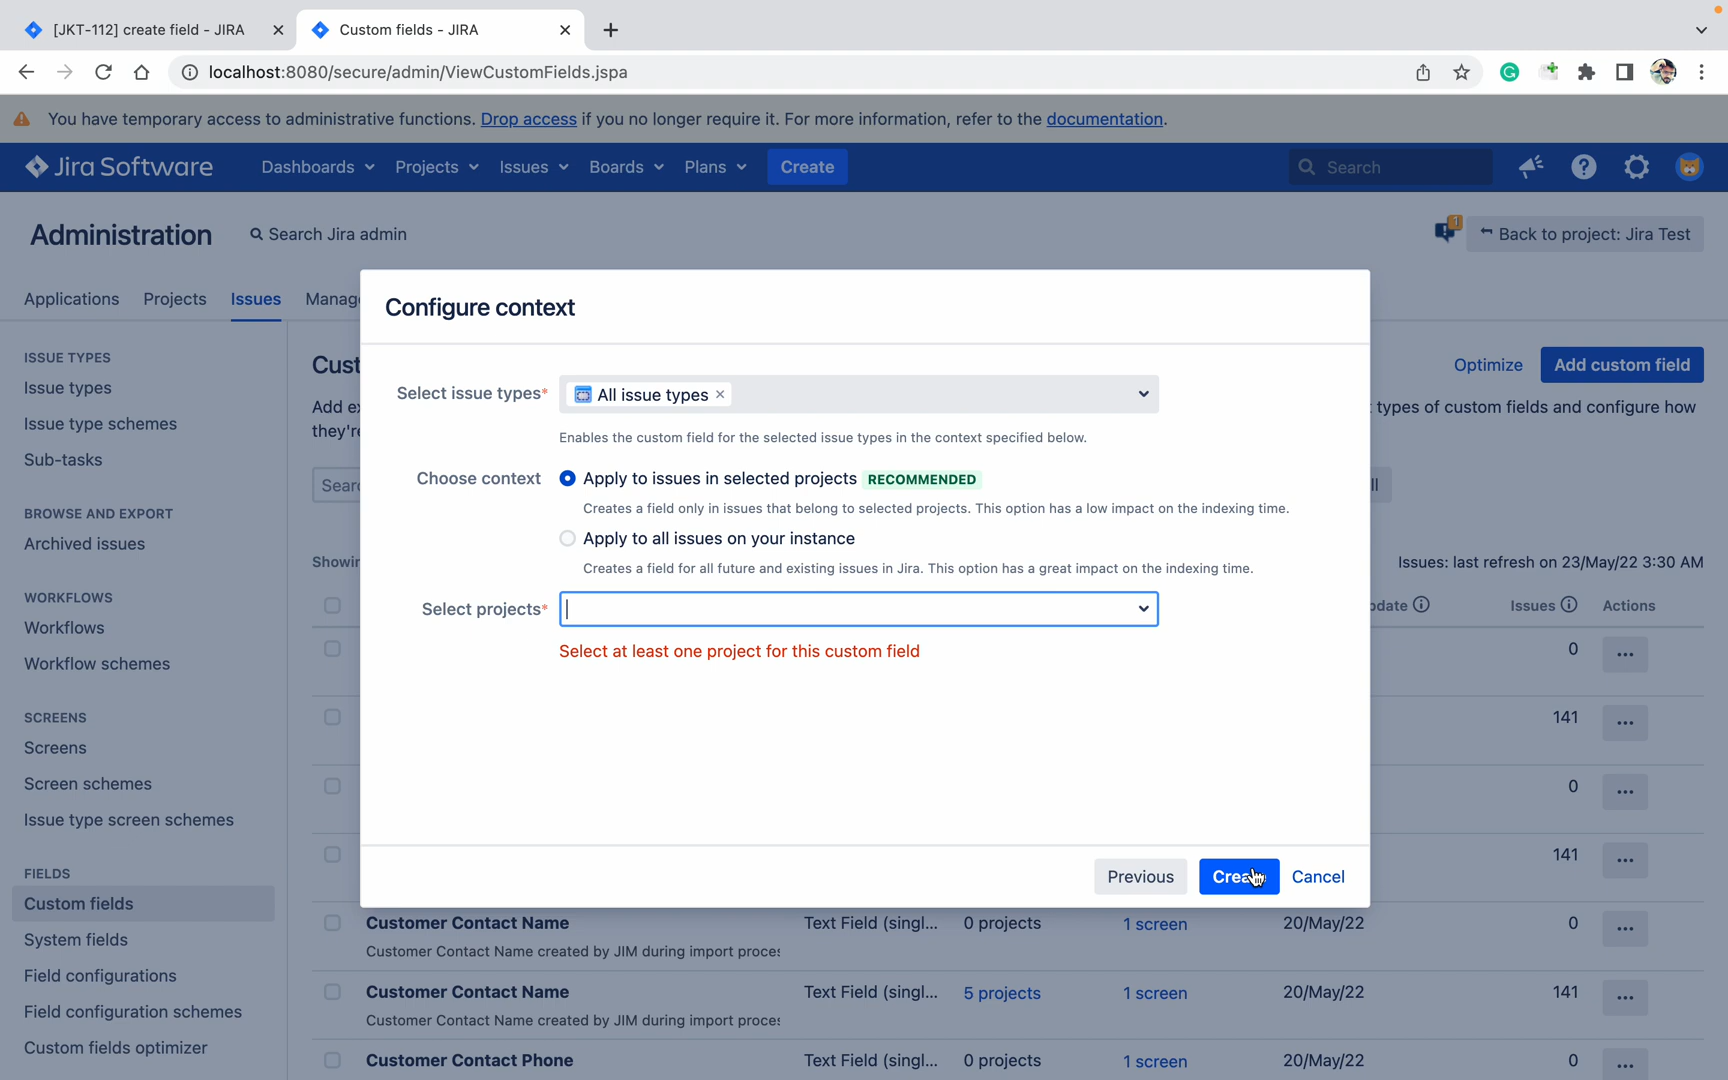 [JKT-112] create field - JIRA
Custom fields - JIRA
localhost:8080/secure/admin/ViewCustomFields.jspa
You have temporary access to administrative functions. Drop access if you no longer require it. For more information, refer to the documentation.
Jira Software
Dashboards
Projects
Issues
Boards
Plans
Create
Search
Administration
Search Jira admin
1
Back to project: Jira Test
Applications
Projects
Issues
Manag
ISSUE TYPES
Issue types
Issue type schemes
Sub-tasks
BROWSE AND EXPORT
Archived issues
WORKFLOWS
Workflows
Workflow schemes
SCREENS
Screens
Screen schemes
Issue type screen schemes
FIELDS
Custom fields
System fields
Field configurations
Field configuration schemes
Custom fields optimizer
Cust
Optimize
Add custom field
Add ex
types of custom fields and configure how
they're
Sear
ll
Showin
Issues: last refresh on 23/May/22 3:30 AM
pdate
Issues
Actions
0
141
0
141
Configure context
Select issue types*
All issue types
Enables the custom field for the selected issue types in the context specified below.
Choose context
Apply to issues in selected projects RECOMMENDED
Creates a field only in issues that belong to selected projects. This option has a low impact on the indexing time.
Apply to all issues on your instance
Creates a field for all future and existing issues in Jira. This option has a great impact on the indexing time.
Select projects*
Select at least one project for this custom field
Previous
Crea
Cancel
Customer Contact Name Text Field (singl... 0 projects 1 screen 20/May/22 0
Customer Contact Name created by JIM during import proces
Customer Contact Name Text Field (singl... 5 projects 1 screen 20/May/22 141
Customer Contact Name created by JIM during import proces
Customer Contact Phone Text Field (singl... 0 projects 1 screen 20/May/22 0